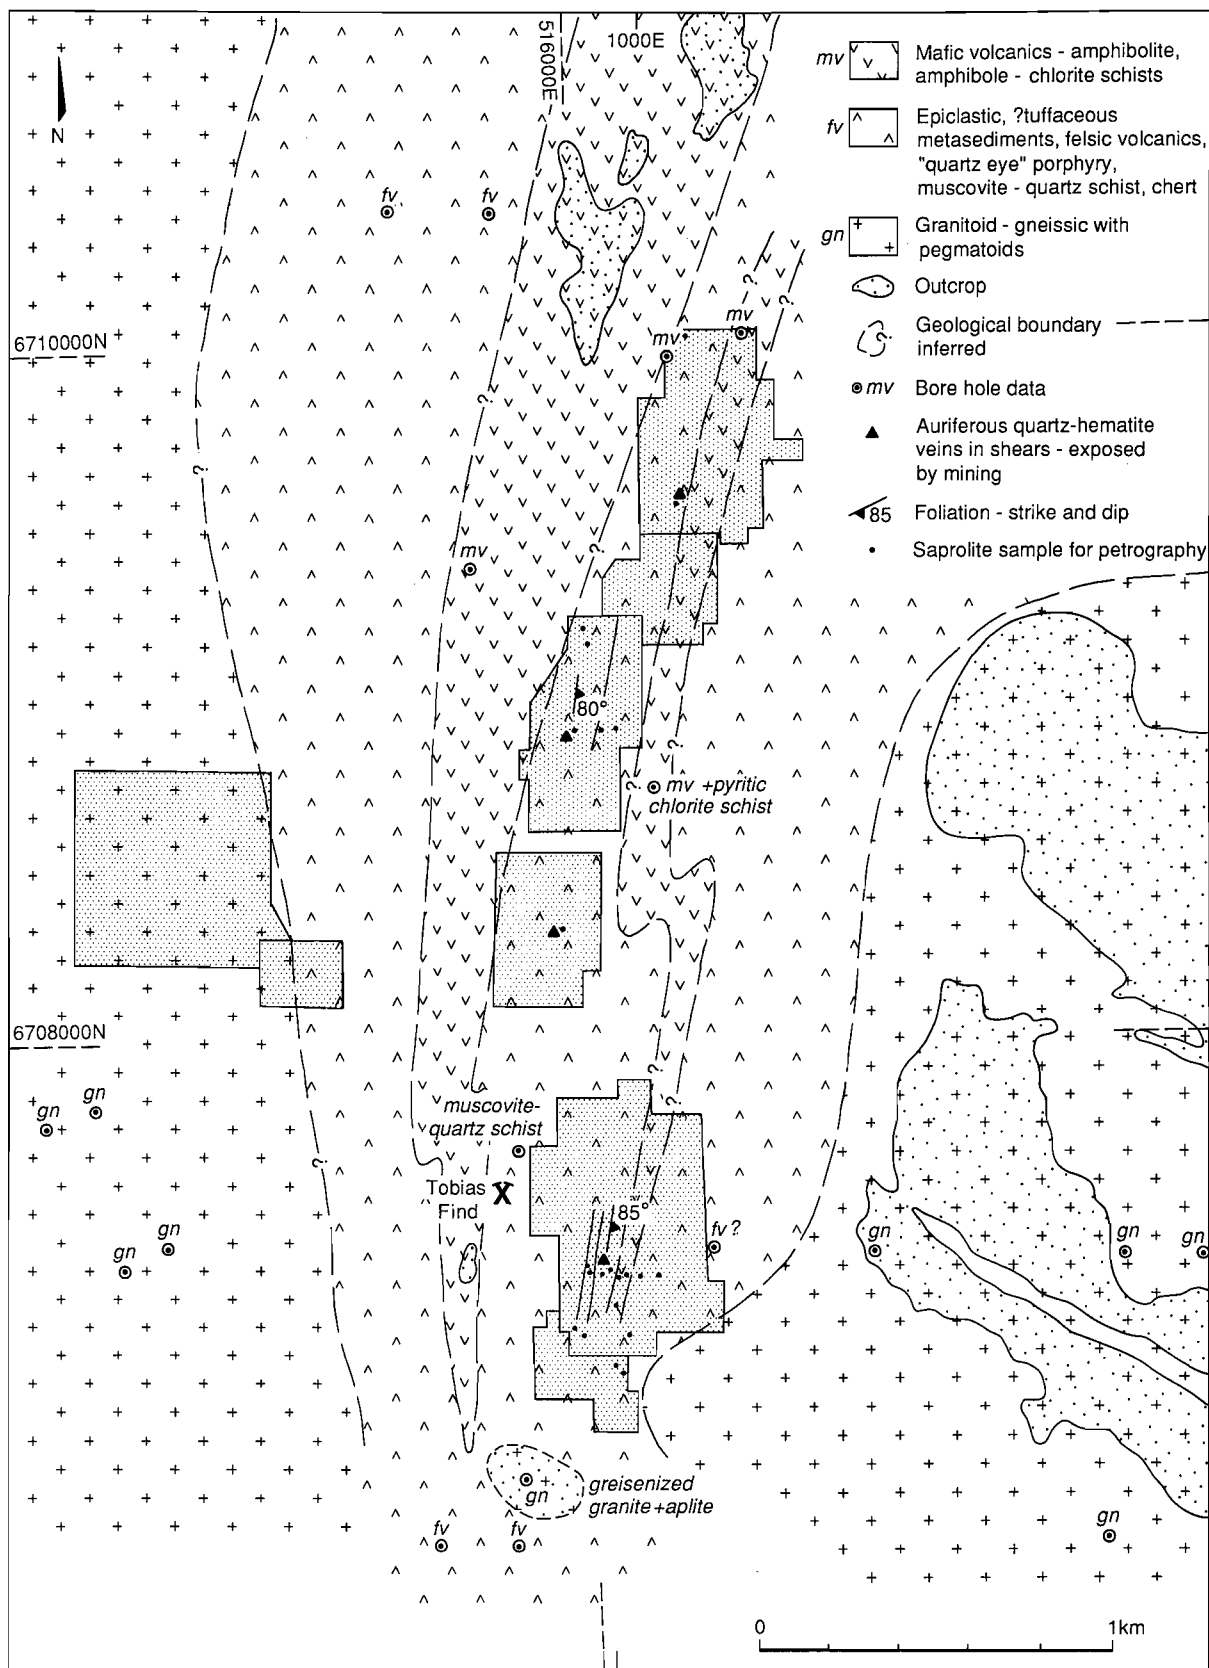 516000E
1000E
N
mv
Mafic volcanics - amphibolite,
amphibole - chlorite schists
fv
Epiclastic, ?tuffaceous
metasediments, felsic volcanics,
"quartz eye" porphyry,
muscovite - quartz schist, chert
gn
Granitoid - gneissic with
pegmatoids
Outcrop
Geological boundary
inferred
mv
Bore hole data
Auriferous quartz-hematite
veins in shears - exposed
by mining
85
Foliation - strike and dip
Saprolite sample for petrography
fv
fv
?
?
6710000N
mv
mv
?
?
?
mv
?
80°
?
?
mv +pyritic
chlorite schist
6708000N
?
?
gn
gn
muscovite-
quartz schist
?
Tobias
Find
85°
fv?
gn
gn
gn
gn
gn
gn
greisenized
granite+aplite
fv
fv
gn
0
1km